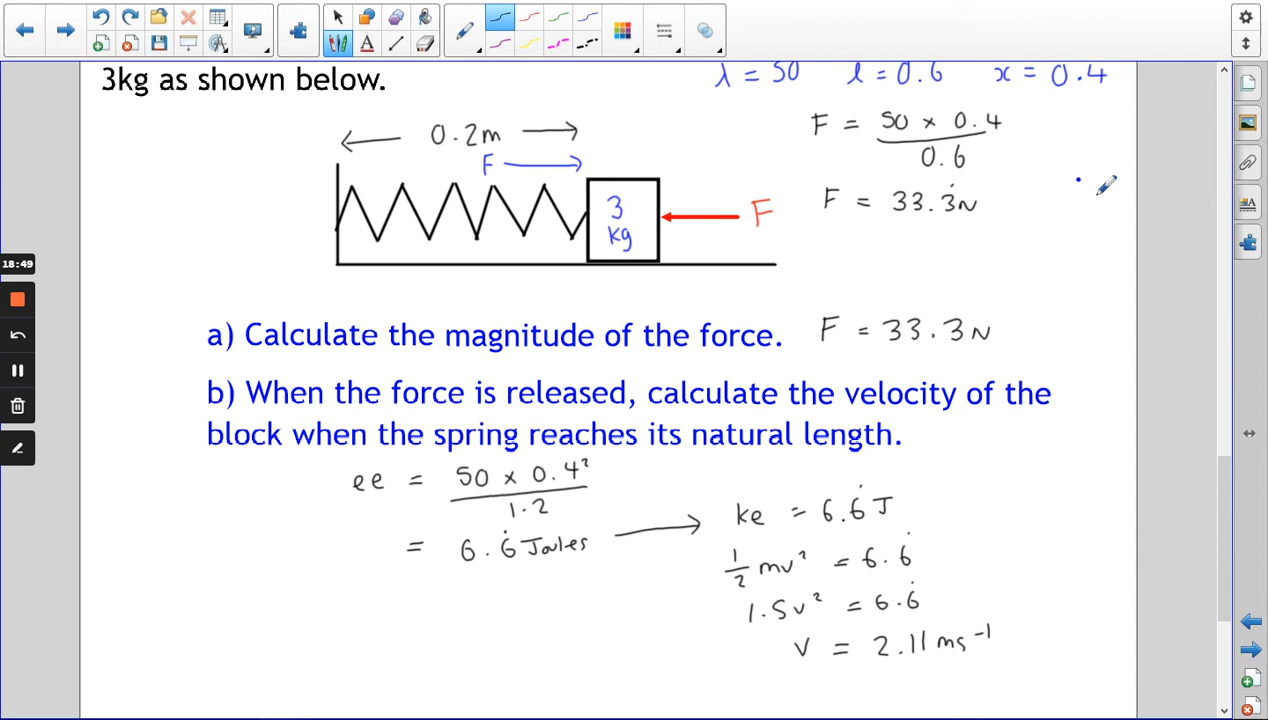 3kg as shown below.
λ = 50 l = 0.6 x = 0.4
0.2m
F
3
kg
F
F = 50 × 0.4
0.6
F = 33.3̇N
18:49
a) Calculate the magnitude of the force. F = 33.3N
b) When the force is released, calculate the velocity of the
block when the spring reaches its natural length.
ee = 50 × 0.4²
1.2
= 6.6̇ Joules
ke = 6.6̇ J
1/2 mv² = 6.6̇
1.5v² = 6.6̇
v = 2.11 ms⁻¹